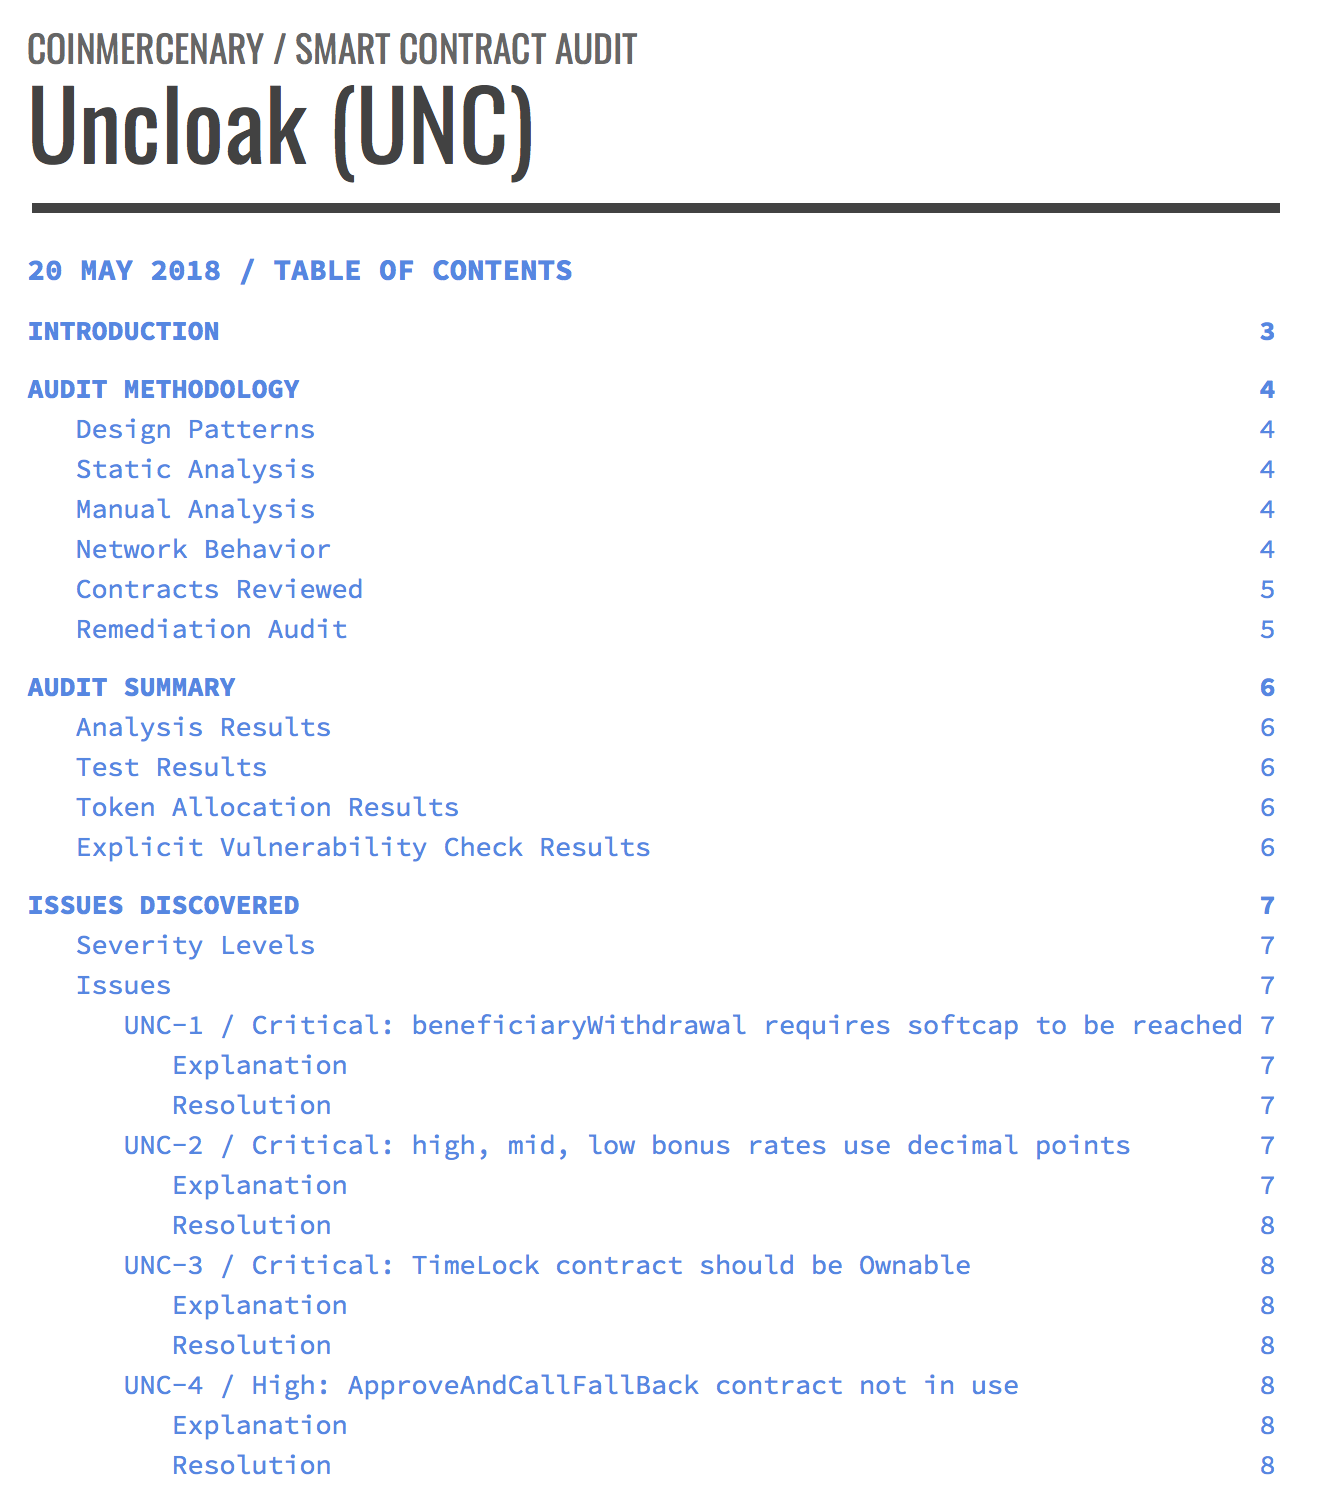 COINMERCENARY / SMART CONTRACT AUDIT
Uncloak (UNC)
20 MAY 2018 / TABLE OF CONTENTS
INTRODUCTION 3
AUDIT METHODOLOGY 4
Design Patterns 4
Static Analysis 4
Manual Analysis 4
Network Behavior 4
Contracts Reviewed 5
Remediation Audit 5
AUDIT SUMMARY 6
Analysis Results 6
Test Results 6
Token Allocation Results 6
Explicit Vulnerability Check Results 6
ISSUES DISCOVERED 7
Severity Levels 7
Issues 7
UNC-1 / Critical: beneficiaryWithdrawal requires softcap to be reached 7
Explanation 7
Resolution 7
UNC-2 / Critical: high, mid, low bonus rates use decimal points 7
Explanation 7
Resolution 8
UNC-3 / Critical: TimeLock contract should be Ownable 8
Explanation 8
Resolution 8
UNC-4 / High: ApproveAndCallFallBack contract not in use 8
Explanation 8
Resolution 8